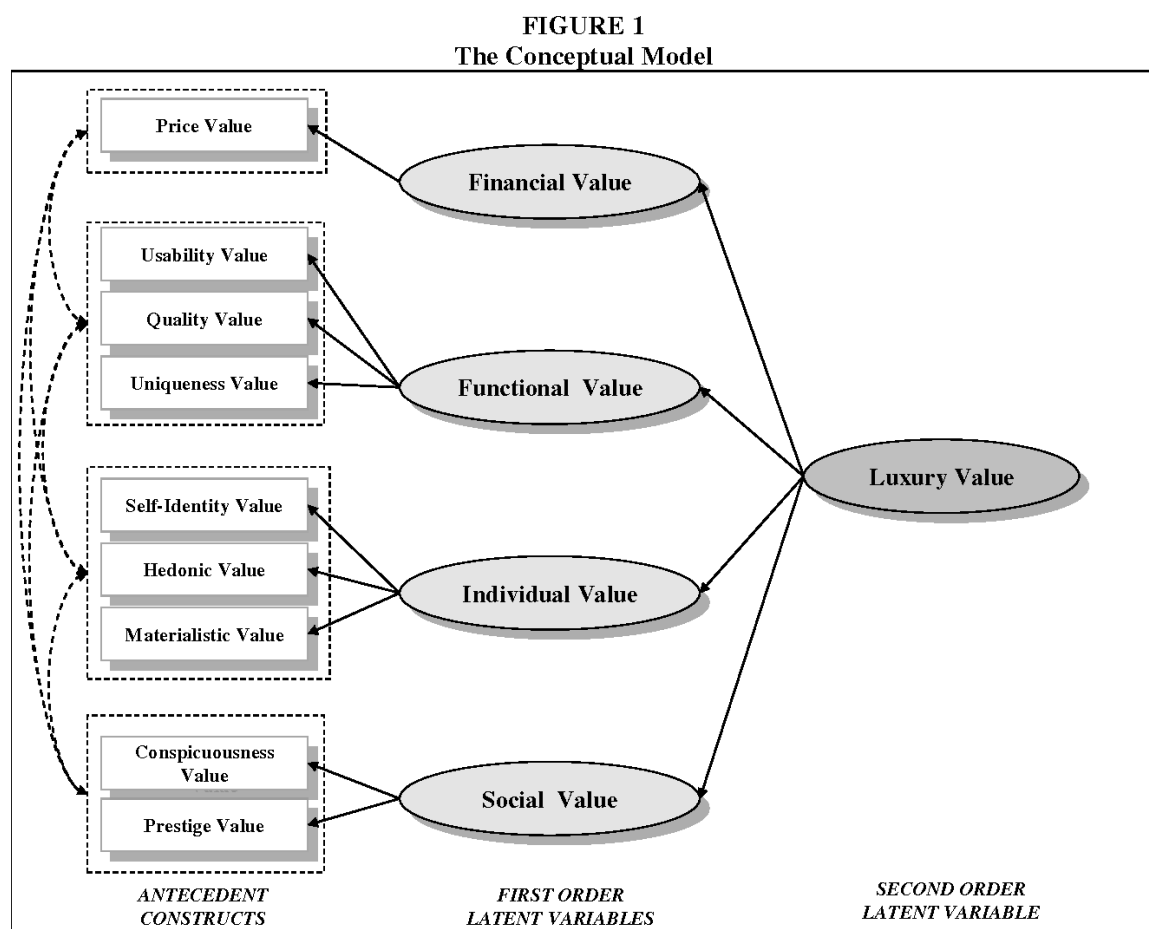 FIGURE 1
The Conceptual Model
Price Value
Financial Value
Usability Value
Quality Value
Uniqueness Value
Functional Value
Luxury Value
Self-Identity Value
Hedonic Value
Materialistic Value
Individual Value
Conspicuousness
Value
Prestige Value
Social Value
ANTECEDENT
CONSTRUCTS
FIRST ORDER
LATENT VARIABLES
SECOND ORDER
LATENT VARIABLE